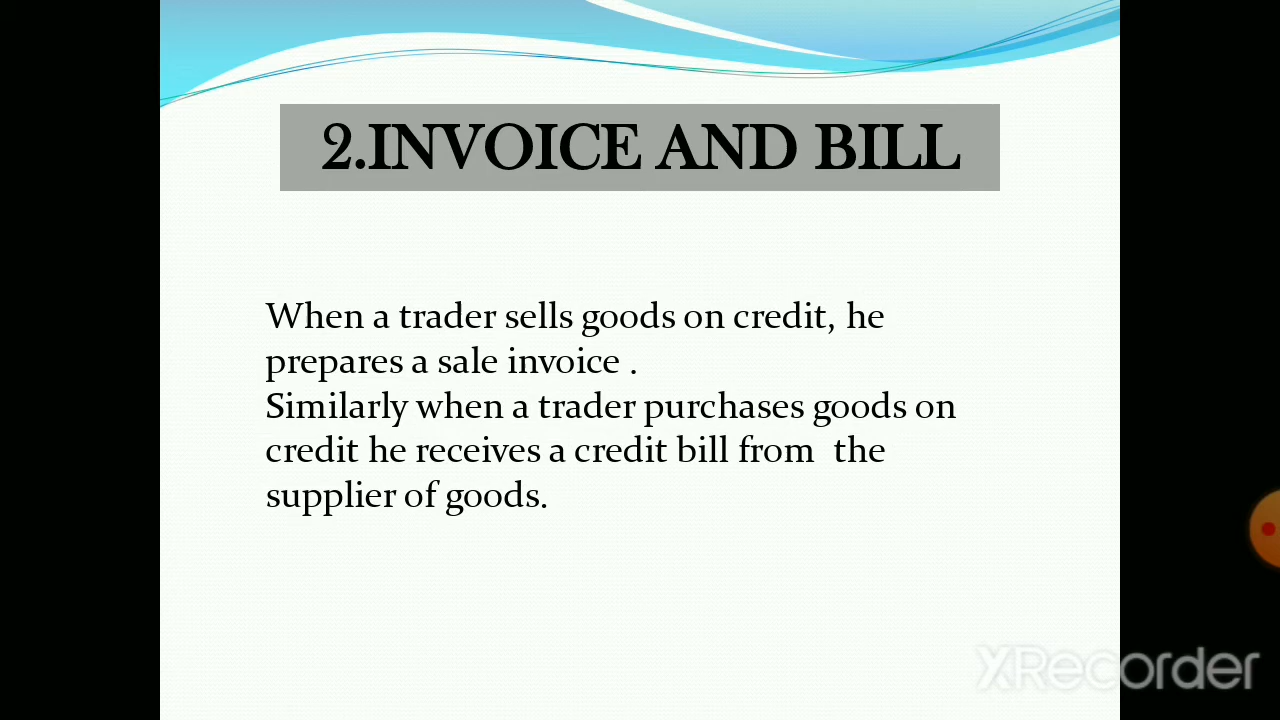 2.INVOICE AND BILL
When a trader sells goods on credit, he
prepares a sale invoice .
Similarly when a trader purchases goods on
credit he receives a credit bill from  the
supplier of goods.
XRecorder